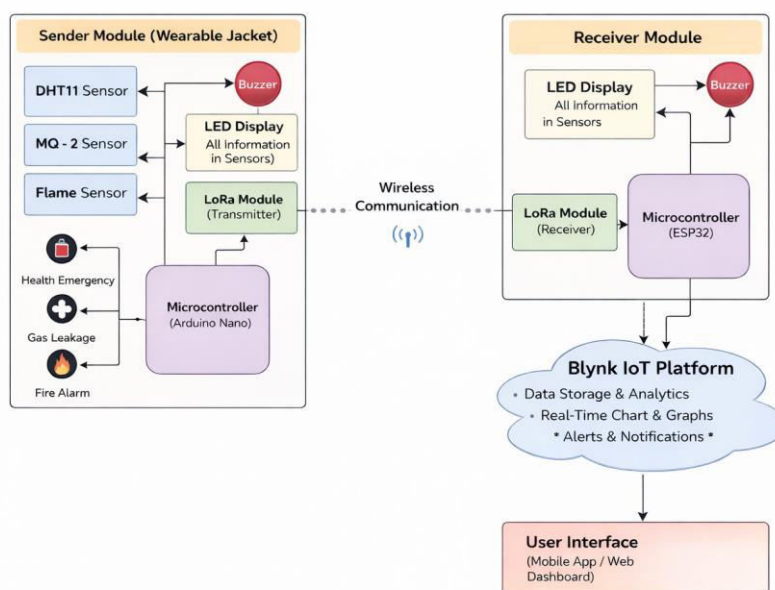 Sender Module (Wearable Jacket)
DHT11 Sensor
MQ - 2 Sensor
Flame Sensor
Buzzer
LED Display
All Information
in Sensors)
LoRa Module
(Transmitter)
Health Emergency
Gas Leakage
Fire Alarm
Microcontroller
(Arduino Nano)
Wireless
Communication
Receiver Module
LED Display
All Information
in Sensors
Buzzer
LoRa Module
(Receiver)
Microcontroller
(ESP32)
Blynk IoT Platform
• Data Storage & Analytics
• Real-Time Chart & Graphs
* Alerts & Notifications *
User Interface
(Mobile App / Web
Dashboard)